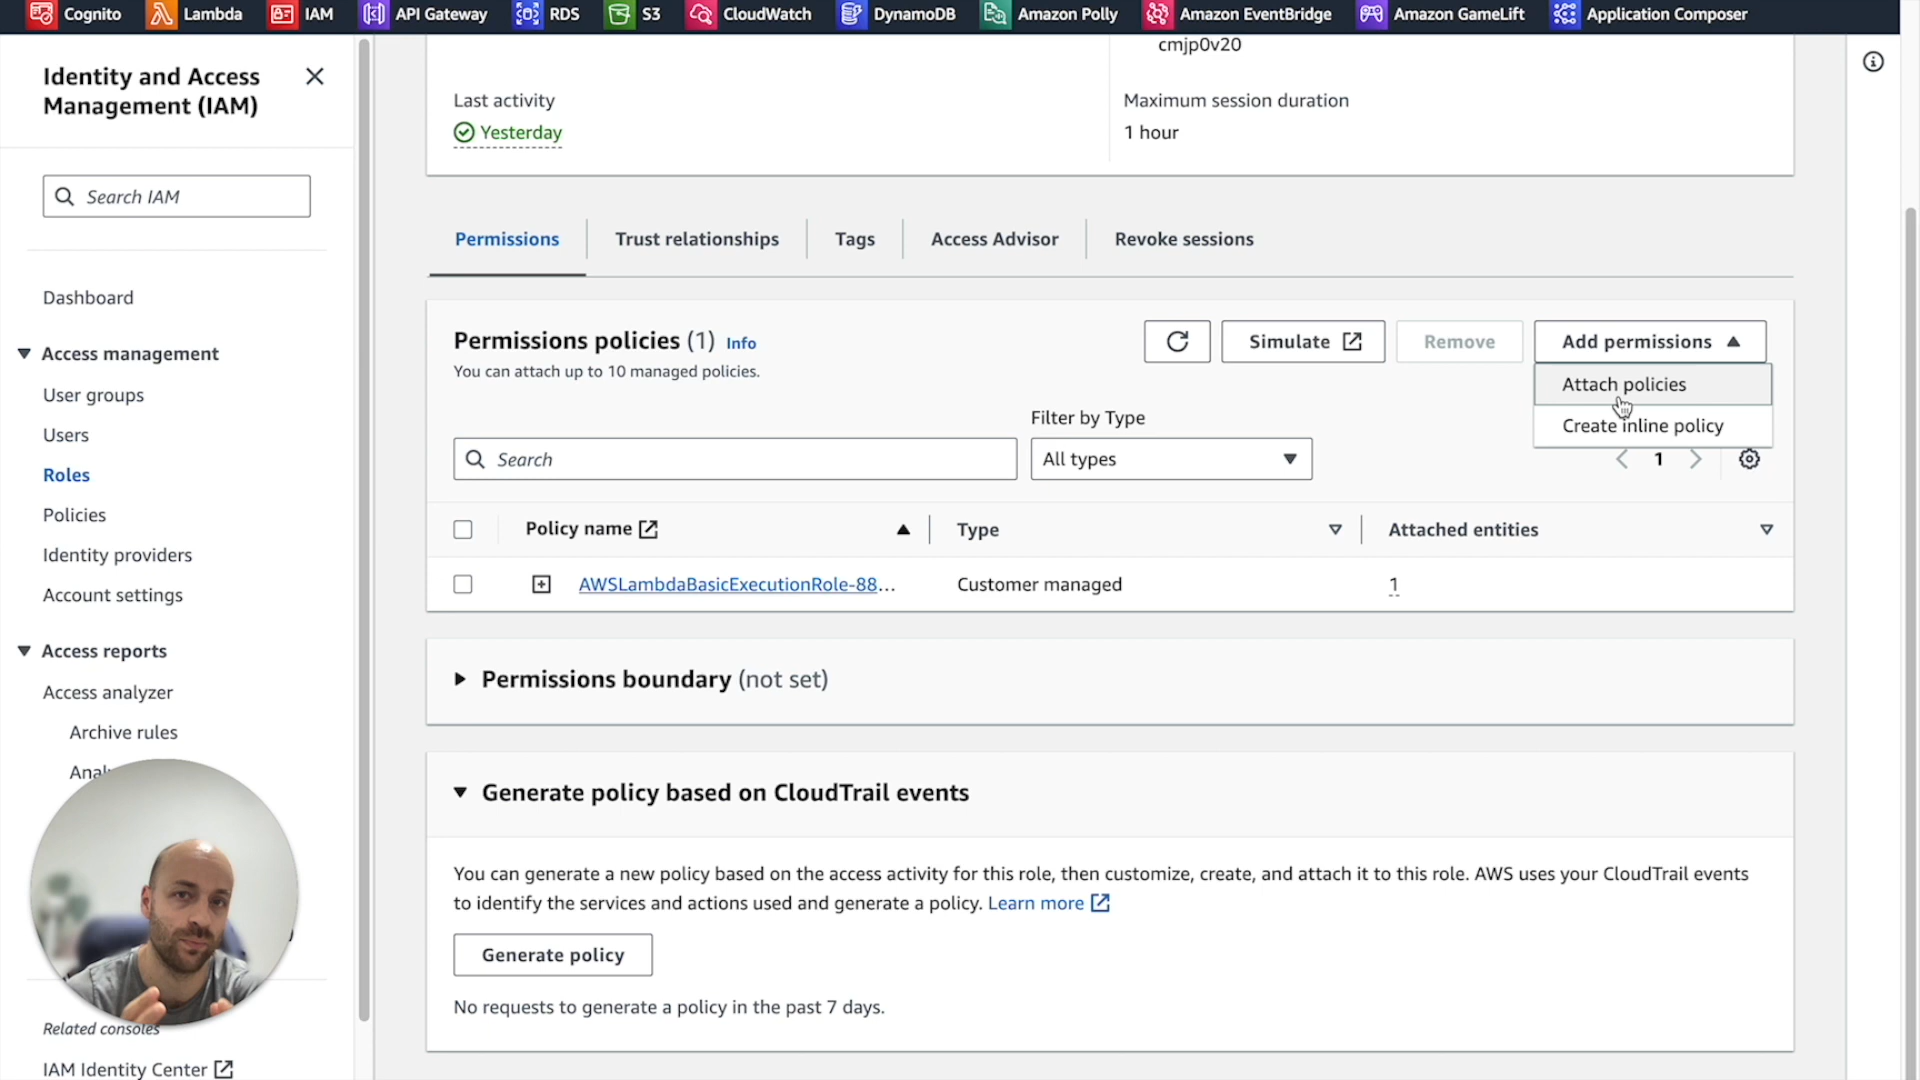 Cognito Lambda IAM API Gateway RDS S3 CloudWatch DynamoDB Amazon Polly Amazon EventBridge Amazon GameLift Application Composer
Identity and Access
Management (IAM)
Search IAM
Dashboard
Access management
User groups
Users
Roles
Policies
Identity providers
Account settings
Access reports
Access analyzer
Archive rules
Related consoles
IAM Identity Center
cmjp0v20
Last activity
Yesterday
Maximum session duration
1 hour
Permissions Trust relationships Tags Access Advisor Revoke sessions
Permissions policies (1) Info
You can attach up to 10 managed policies.
Simulate Remove Add permissions
Attach policies
Create inline policy
Filter by Type
Search
All types
1
Policy name Type Attached entities
AWSLambdaBasicExecutionRole-88... Customer managed 1
Permissions boundary (not set)
Generate policy based on CloudTrail events
You can generate a new policy based on the access activity for this role, then customize, create, and attach it to this role. AWS uses your CloudTrail events
to identify the services and actions used and generate a policy. Learn more
Generate policy
No requests to generate a policy in the past 7 days.